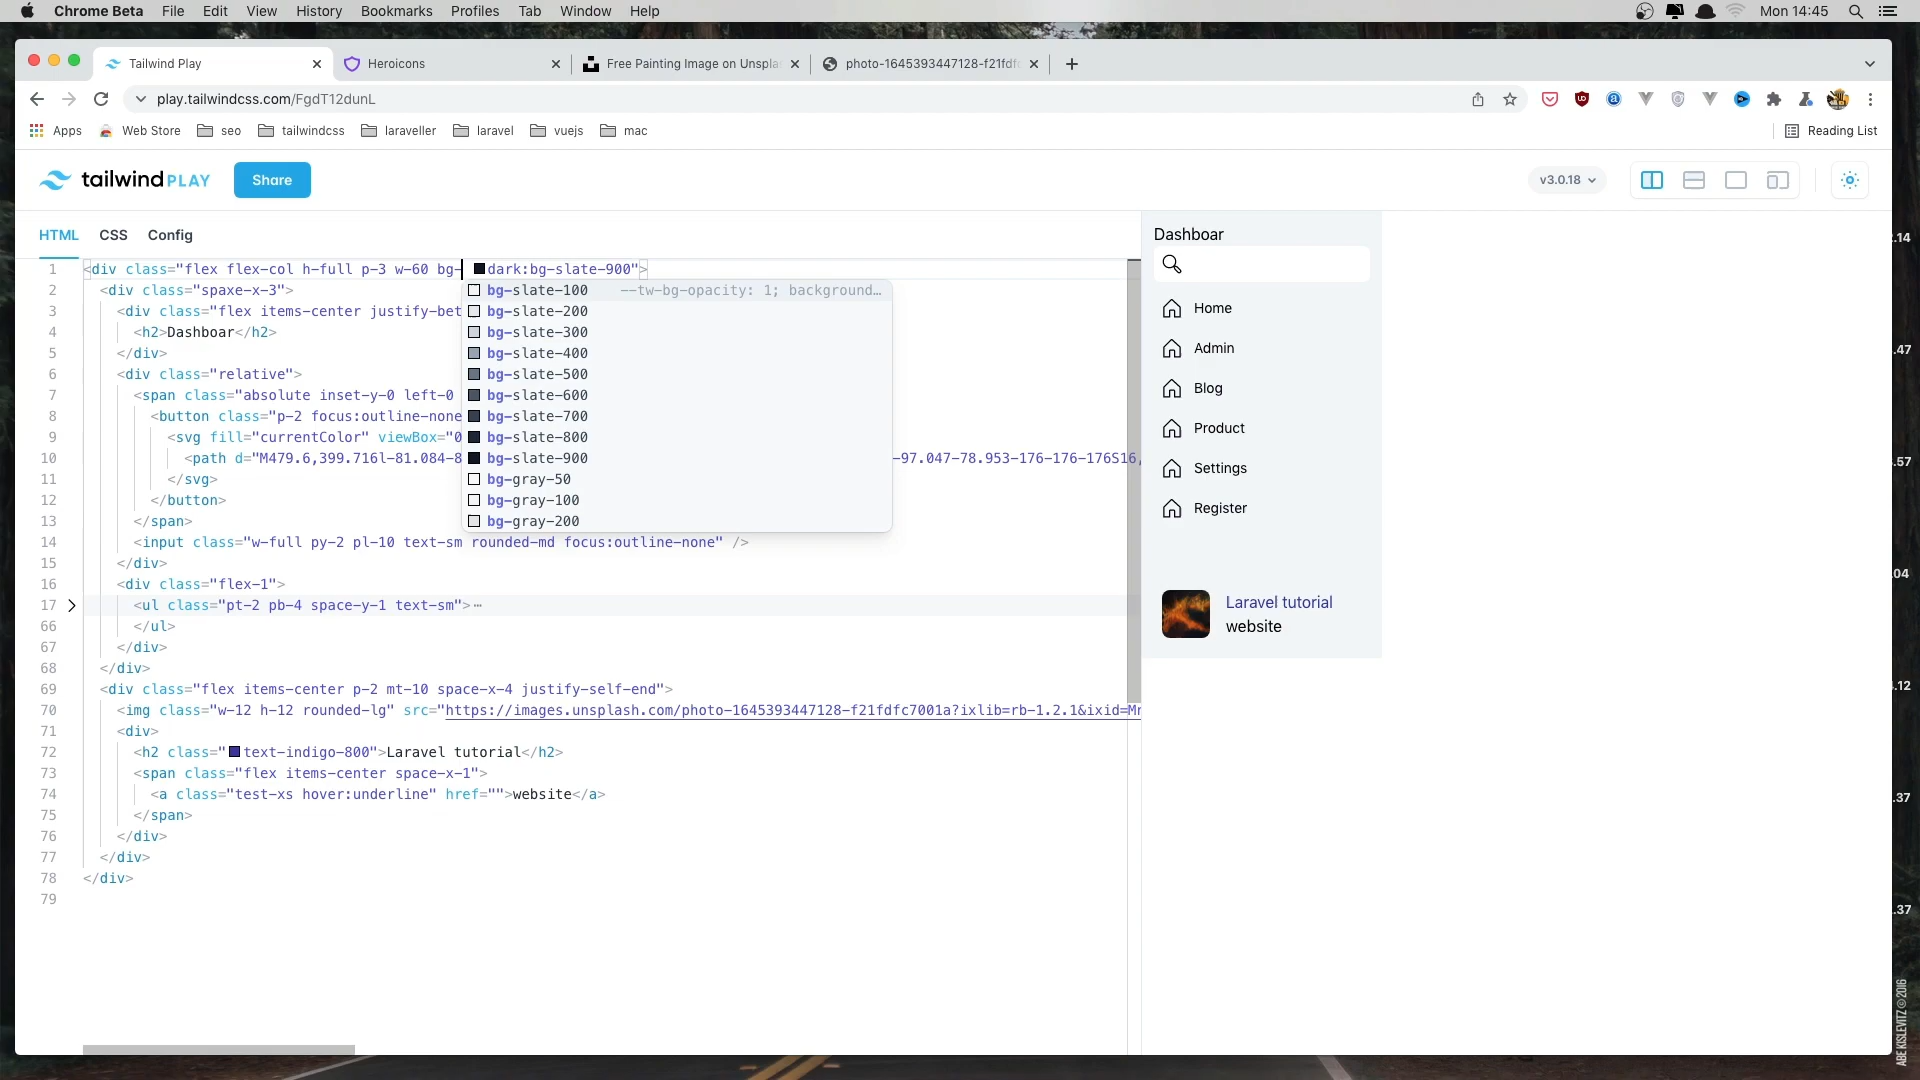 Chrome Beta File Edit View History Bookmarks Profiles Tab Window Help Mon 14:45
Tailwind Play
Heroicons
Free Painting Image on Unspla
photo-1645393447128-f21fdf
play.tailwindcss.com/FgdT12dunL
Apps Web Store seo tailwindcss laraveller laravel vuejs mac Reading List
tailwind PLAY Share v3.0.18
HTML CSS Config
1 <div class="flex flex-col h-full p-3 w-60 bg- dark:bg-slate-900">
2 <div class="spaxe-x-3">
3 <div class="flex items-center justify-bet
4 <h2>Dashboar</h2>
5 </div>
6 <div class="relative">
7 <span class="absolute inset-y-0 left-0
8 <button class="p-2 focus:outline-none
9 <svg fill="currentColor" viewBox="0
10 <path d="M479.6,399.716l-81.084-8 -97.047-78.953-176-176-176S16,
11 </svg>
12 </button>
13 </span>
14 <input class="w-full py-2 pl-10 text-sm rounded-md focus:outline-none" />
15 </div>
16 <div class="flex-1">
17 <ul class="pt-2 pb-4 space-y-1 text-sm">⋯
66 </ul>
67 </div>
68 </div>
69 <div class="flex items-center p-2 mt-10 space-x-4 justify-self-end">
70 <img class="w-12 h-12 rounded-lg" src="https://images.unsplash.com/photo-1645393447128-f21fdfc7001a?ixlib=rb-1.2.1&ixid=Mn
71 <div>
72 <h2 class="text-indigo-800">Laravel tutorial</h2>
73 <span class="flex items-center space-x-1">
74 <a class="test-xs hover:underline" href="">website</a>
75 </span>
76 </div>
77 </div>
78 </div>
79
bg-slate-100 --tw-bg-opacity: 1; background…
bg-slate-200
bg-slate-300
bg-slate-400
bg-slate-500
bg-slate-600
bg-slate-700
bg-slate-800
bg-slate-900
bg-gray-50
bg-gray-100
bg-gray-200
Dashboar
Home
Admin
Blog
Product
Settings
Register
Laravel tutorial
website
.14
.47
.57
04
.12
.37
.37
ABE KISLEVITZ © 2016